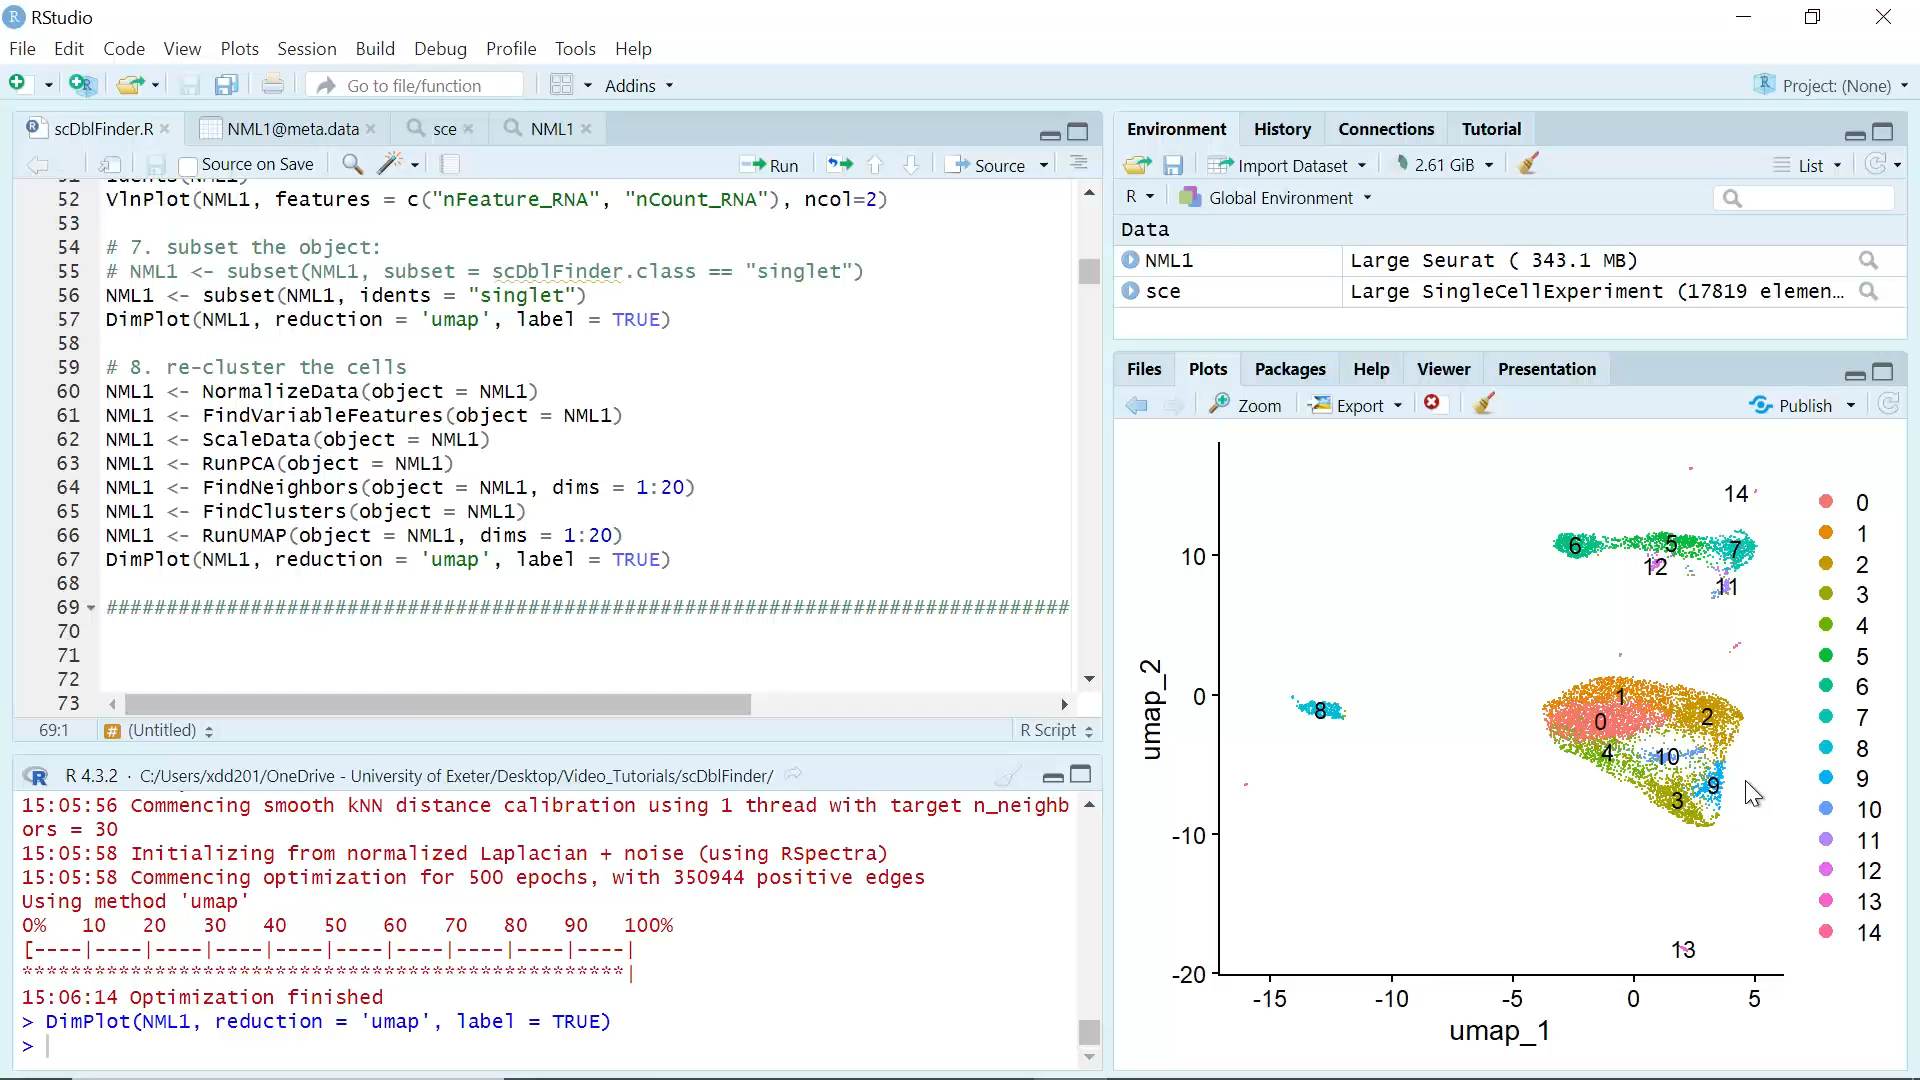 RStudio
File Edit Code View Plots Session Build Debug Profile Tools Help
Go to file/function Addins Project: (None)
scDblFinder.R NML1@meta.data sce NML1
Source on Save Run Source
52 VlnPlot(NML1, features = c("nFeature_RNA", "nCount_RNA"), ncol=2)
53
54 # 7. subset the object:
55 # NML1 <- subset(NML1, subset = scDblFinder.class == "singlet")
56 NML1 <- subset(NML1, idents = "singlet")
57 DimPlot(NML1, reduction = 'umap', label = TRUE)
58
59 # 8. re-cluster the cells
60 NML1 <- NormalizeData(object = NML1)
61 NML1 <- FindVariableFeatures(object = NML1)
62 NML1 <- ScaleData(object = NML1)
63 NML1 <- RunPCA(object = NML1)
64 NML1 <- FindNeighbors(object = NML1, dims = 1:20)
65 NML1 <- FindClusters(object = NML1)
66 NML1 <- RunUMAP(object = NML1, dims = 1:20)
67 DimPlot(NML1, reduction = 'umap', label = TRUE)
68
69 ################################################################################
70
71
72
73
69:1 # (Untitled) R Script
R 4.3.2 · C:/Users/xdd201/OneDrive - University of Exeter/Desktop/Video_Tutorials/scDblFinder/
15:05:56 Commencing smooth kNN distance calibration using 1 thread with target n_neighb
ors = 30
15:05:58 Initializing from normalized Laplacian + noise (using RSpectra)
15:05:58 Commencing optimization for 500 epochs, with 350944 positive edges
Using method 'umap'
0% 10 20 30 40 50 60 70 80 90 100%
[----|----|----|----|----|----|----|----|----|----|
**************************************************|
15:06:14 Optimization finished
> DimPlot(NML1, reduction = 'umap', label = TRUE)
>
Environment History Connections Tutorial
Import Dataset 2.61 GiB List
R Global Environment
Data
NML1 Large Seurat ( 343.1 MB)
sce Large SingleCellExperiment (17819 elemen…
Files Plots Packages Help Viewer Presentation
Zoom Export Publish
umap_2
10
0
-10
-20
-15 -10 -5 0 5
umap_1
14
6 5 7
12 11
1
8 0 2
4 10
3 9
13
0
1
2
3
4
5
6
7
8
9
10
11
12
13
14